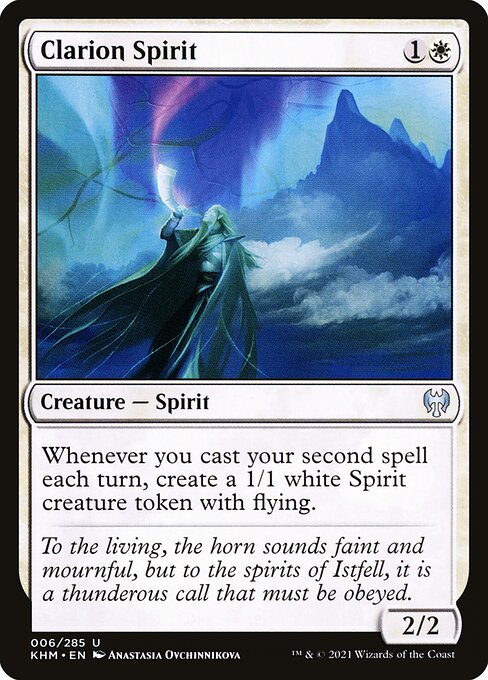 Clarion Spirit 1
Creature — Spirit
Whenever you cast your second spell
each turn, create a 1/1 white Spirit
creature token with flying.
To the living, the horn sounds faint and
mournful, but to the spirits of Istfell, it is
a thunderous call that must be obeyed.
2/2
006/285 U
KHM • EN Anastasia Ovchinnikova
™ & © 2021 Wizards of the Coast